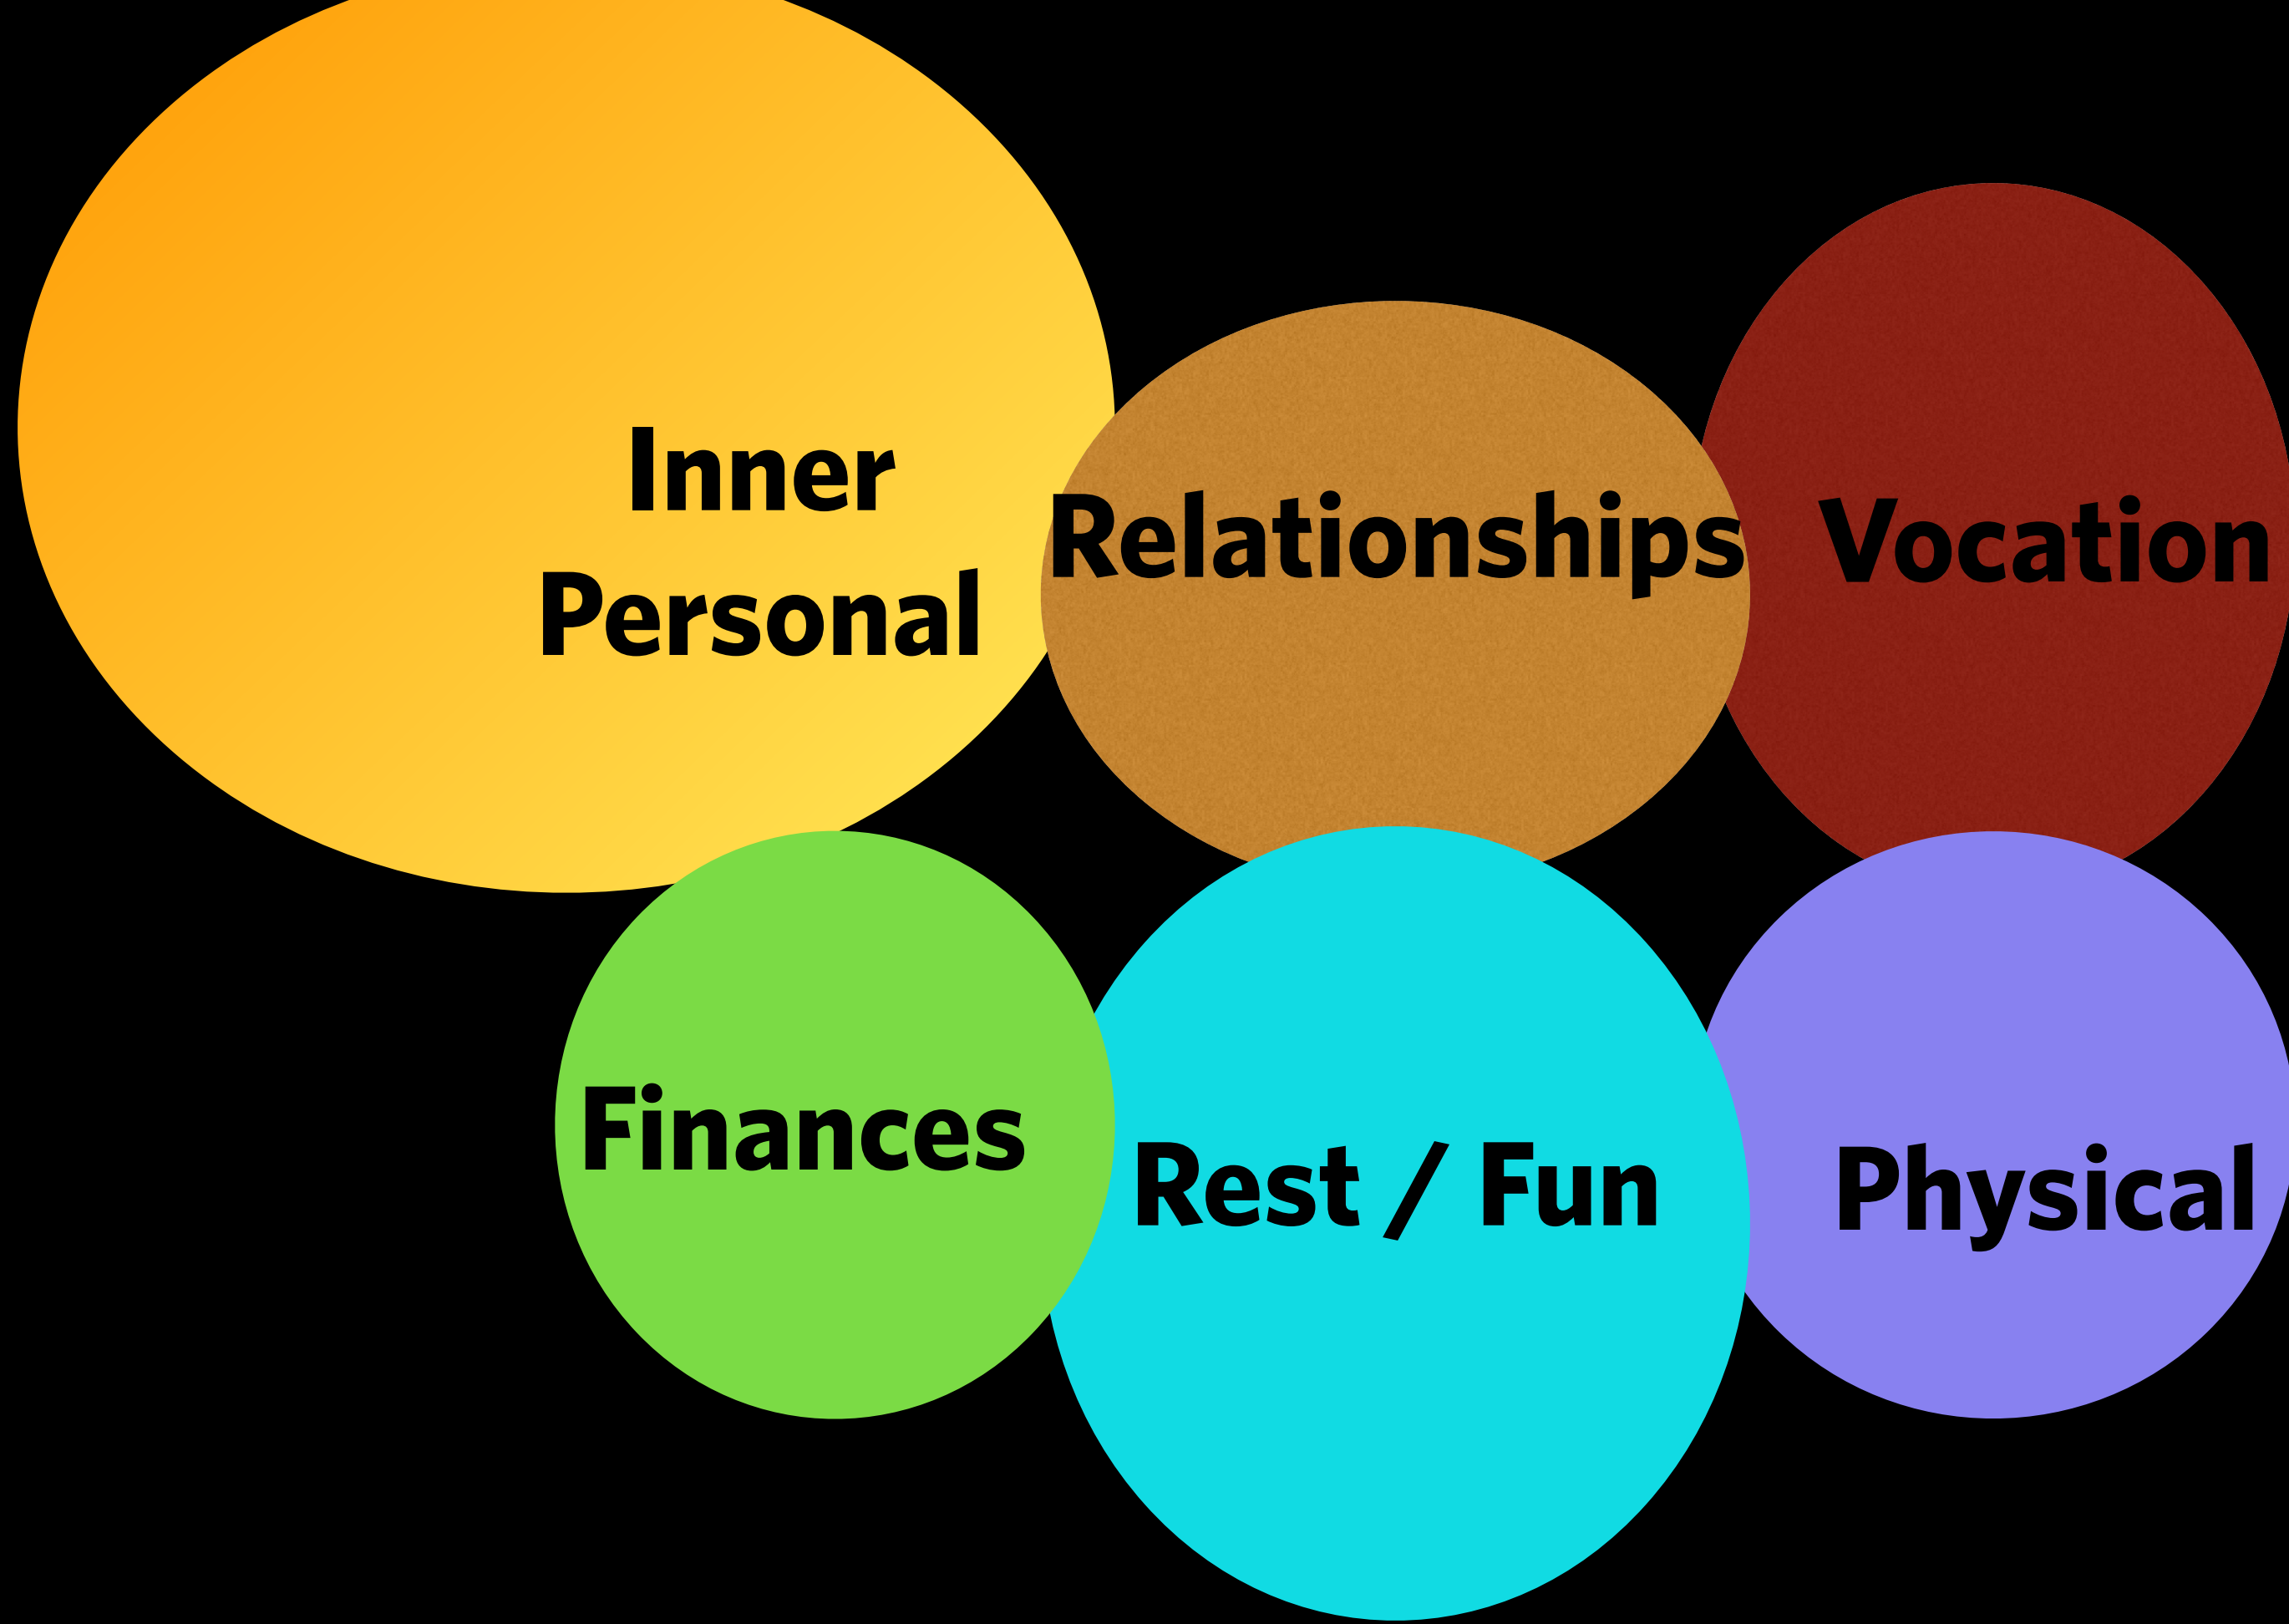 Inner
Personal
Relationships
Vocation
Finances
Rest / Fun
Physical